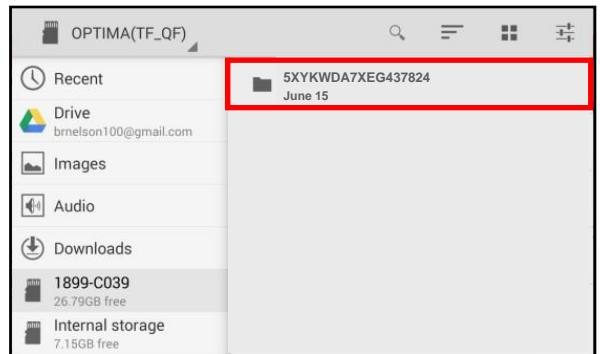 OPTIMA(TF_QF)
Recent
Drive
brnelson100@gmail.com
Images
Audio
Downloads
1899-C039
26.79GB free
Internal storage
7.15GB free
5XYKWDA7XEG437824
June 15